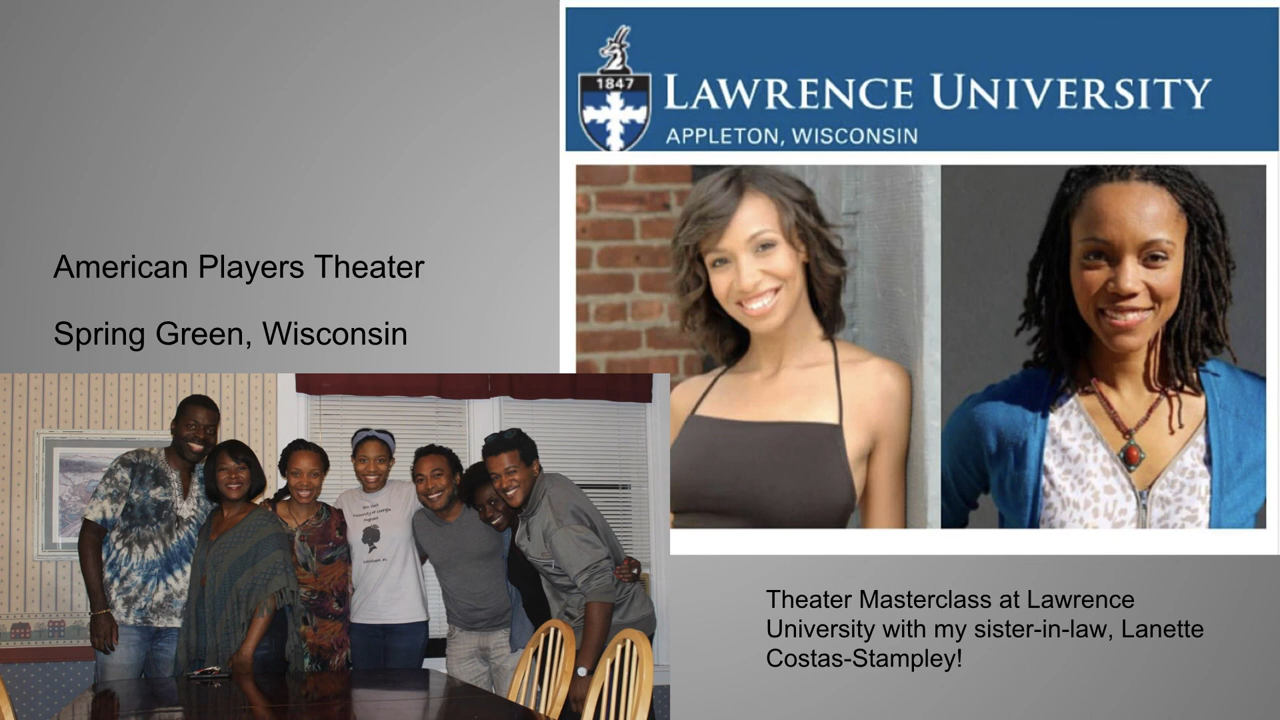 1847
LAWRENCE UNIVERSITY
APPLETON, WISCONSIN
American Players Theater
Spring Green, Wisconsin
Theater Masterclass at Lawrence
University with my sister-in-law, Lanette
Costas-Stampley!